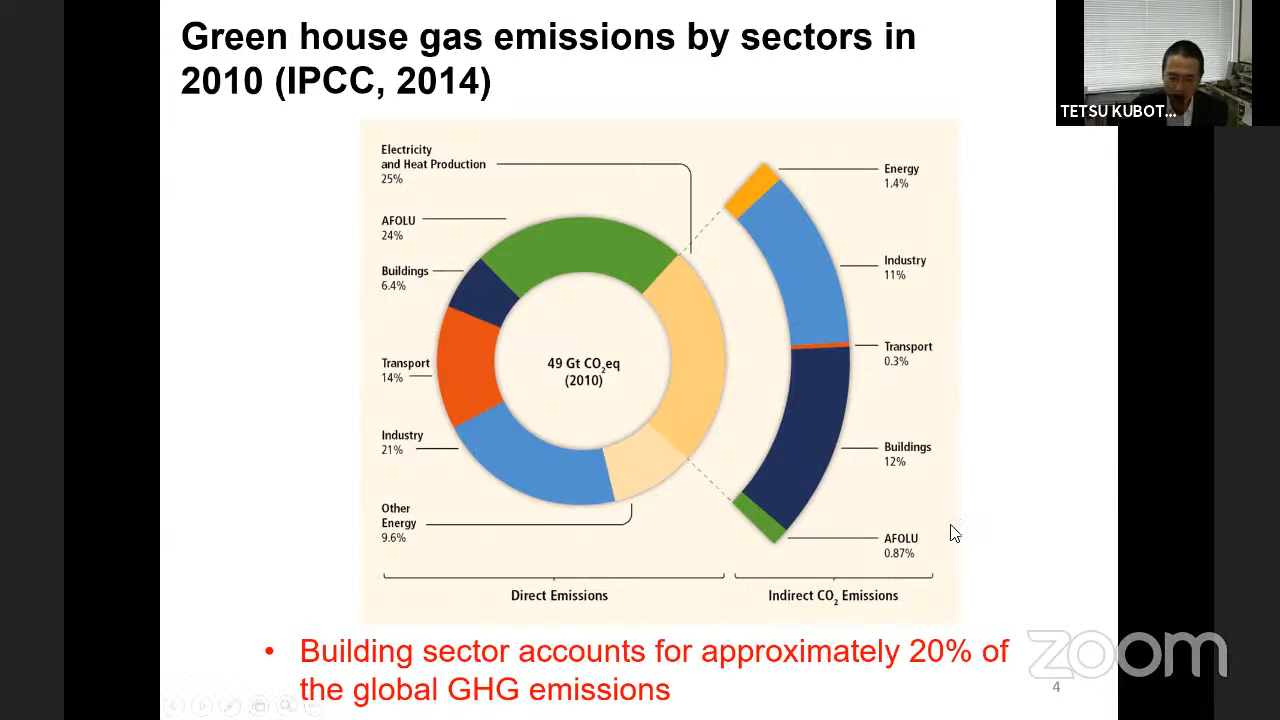 Green house gas emissions by sectors in
2010 (IPCC, 2014)
TETSU KUBOT...
Electricity
and Heat Production
25%
AFOLU
24%
Buildings
6.4%
Transport
14%
Industry
21%
Other
Energy
9.6%
49 Gt CO2eq
(2010)
Energy
1.4%
Industry
11%
Transport
0.3%
Buildings
12%
AFOLU
0.87%
Direct Emissions
Indirect CO2 Emissions
• Building sector accounts for approximately 20% of
the global GHG emissions
zoom
4